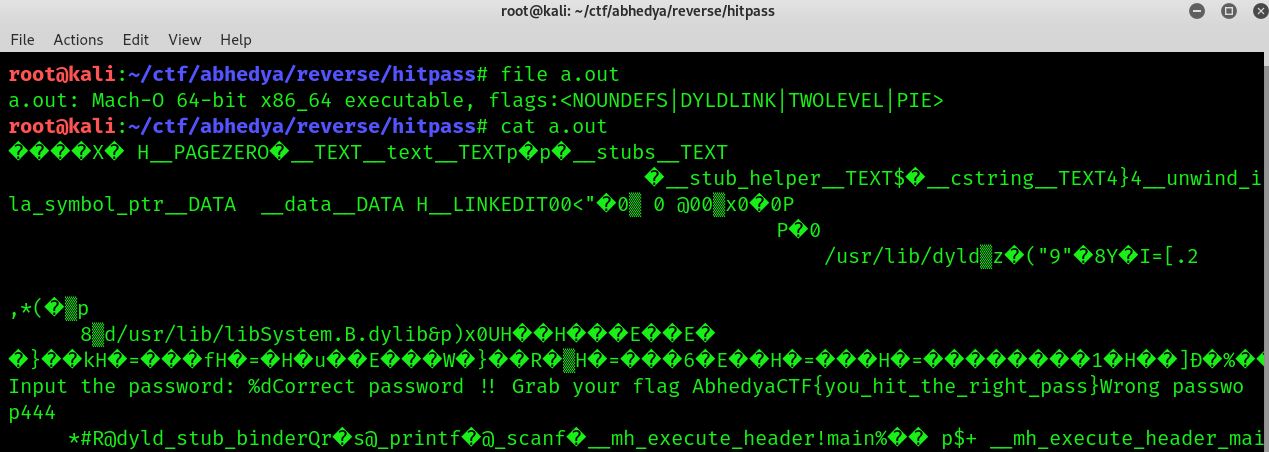 root@kali: ~/ctf/abhedya/reverse/hitpass
File Actions Edit View Help
root@kali:~/ctf/abhedya/reverse/hitpass# file a.out
a.out: Mach-O 64-bit x86_64 executable, flags:<NOUNDEFS|DYLDLINK|TWOLEVEL|PIE>
root@kali:~/ctf/abhedya/reverse/hitpass# cat a.out
����X� H__PAGEZERO�__TEXT__text__TEXTp�p�__stubs__TEXT
�__stub_helper__TEXT$�__cstring__TEXT4}4__unwind_i
la_symbol_ptr__DATA  __data__DATA H__LINKEDIT00<"�0▒ 0 @00▒x0�0P
P�0
/usr/lib/dyld▒z�("9"�8Y�I=[.2
,*(�▒p
8▒d/usr/lib/libSystem.B.dylib&p)x0UH��H���E��E�
�}��kH�=���fH�=�H�u��E���W�}��R�▒H�=���6�E��H�=���H�=��������1�H��]Ð�%��
Input the password: %dCorrect password !! Grab your flag AbhedyaCTF{you_hit_the_right_pass}Wrong passwo
p444
*#R@dyld_stub_binderQr�s@_printf�@_scanf�__mh_execute_header!main%�� p$+ __mh_execute_header_mai